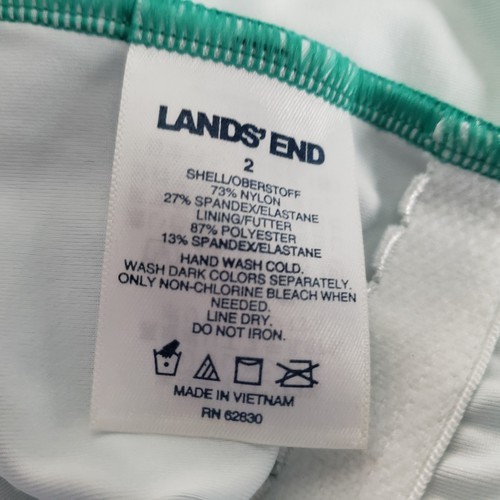 LANDS' END
2
SHELL/OBERSTOFF
73% NYLON
27% SPANDEX/ELASTANE
LINING/FUTTER
87% POLYESTER
13% SPANDEX/ELASTANE
HAND WASH COLD.
WASH DARK COLORS SEPARATELY.
ONLY NON-CHLORINE BLEACH WHEN
NEEDED.
LINE DRY.
DO NOT IRON.
MADE IN VIETNAM
RN 62830